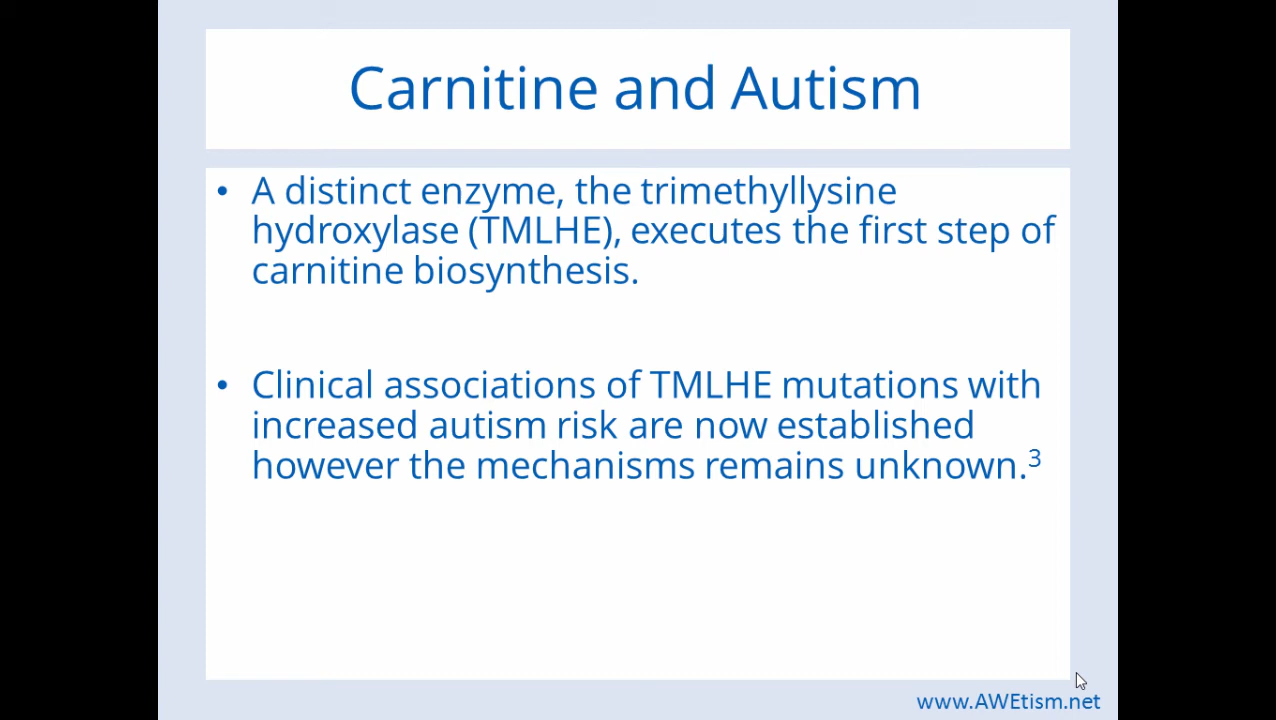 Carnitine and Autism
• A distinct enzyme, the trimethyllysine
hydroxylase (TMLHE), executes the first step of
carnitine biosynthesis.
• Clinical associations of TMLHE mutations with
increased autism risk are now established
however the mechanisms remains unknown.³
www.AWEtism.net